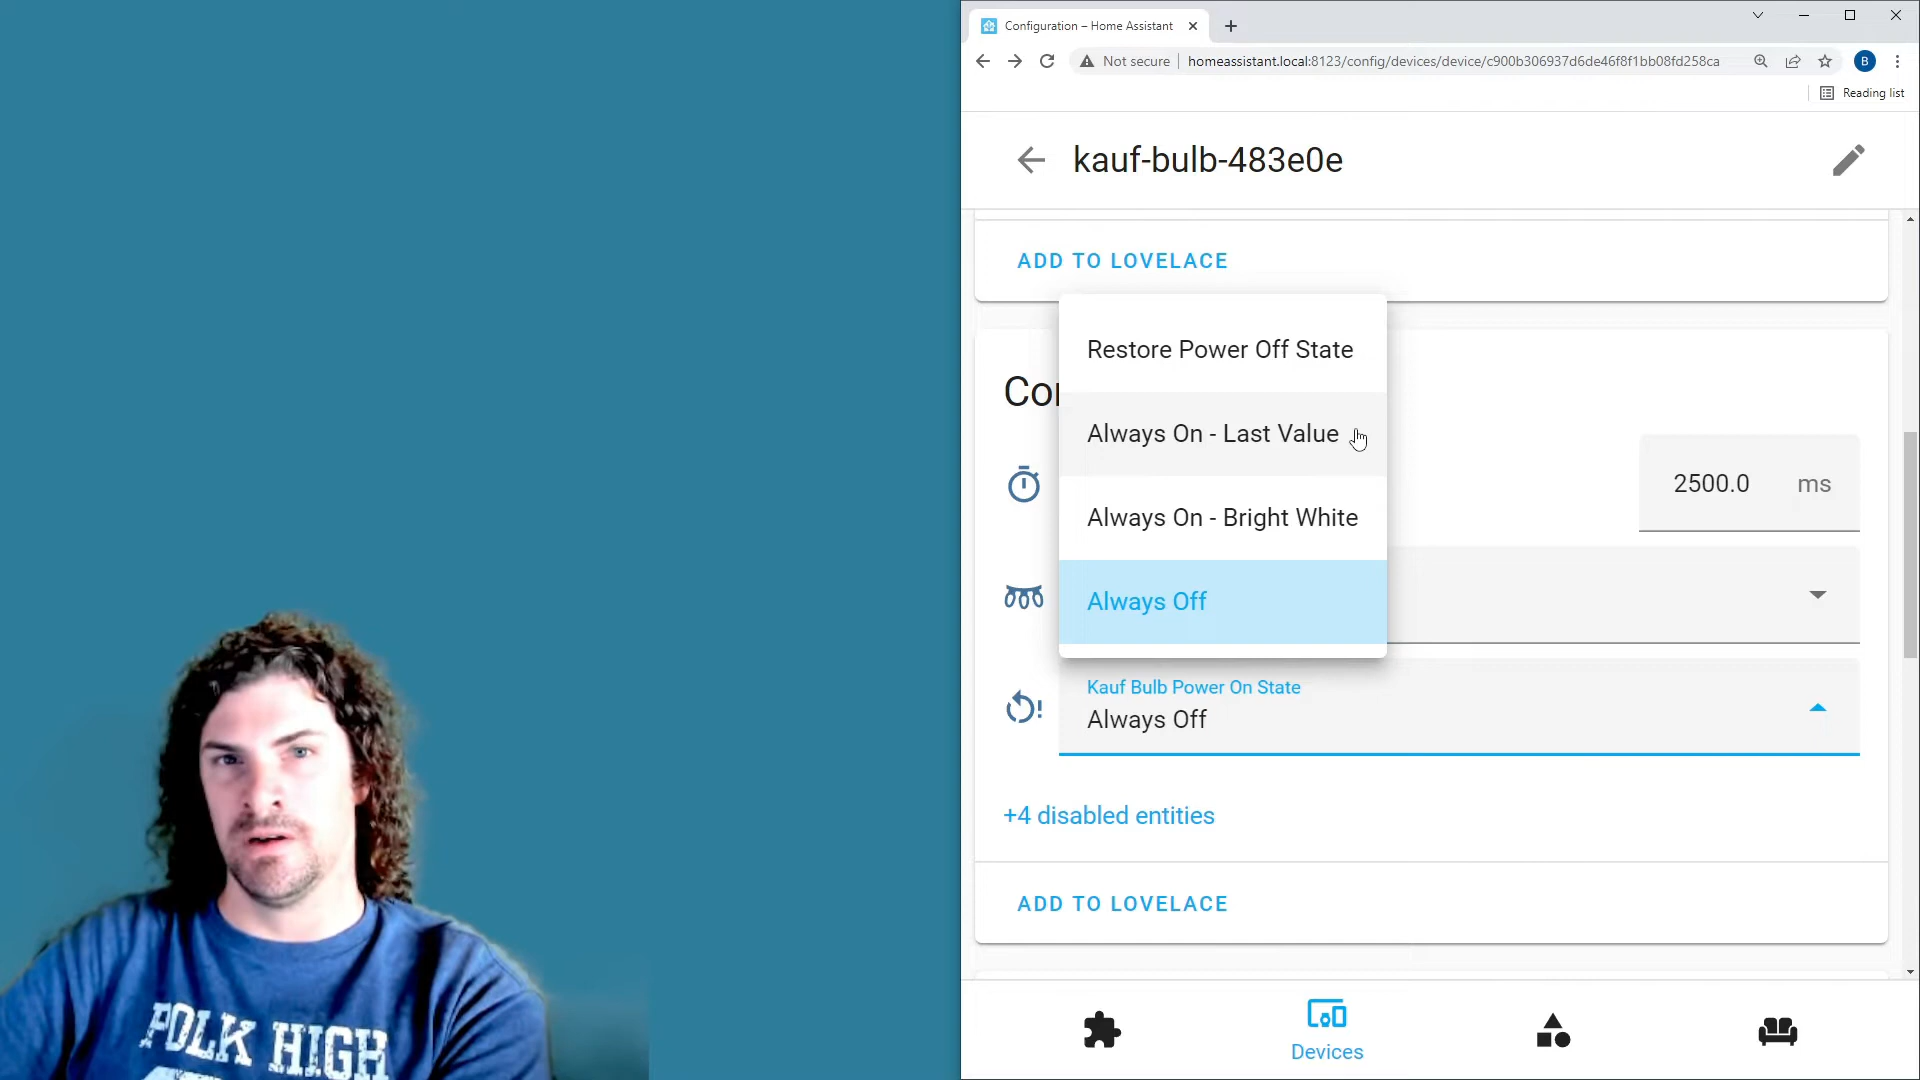 Configuration – Home Assistant
Not secure
homeassistant.local:8123/config/devices/device/c900b306937d6de46f8f1bb08fd258ca
B
Reading list
kauf-bulb-483e0e
ADD TO LOVELACE
Restore Power Off State
Co
Always On - Last Value
2500.0 ms
Always On - Bright White
Always Off
Kauf Bulb Power On State
Always Off
+4 disabled entities
ADD TO LOVELACE
Devices
POLK HIGH